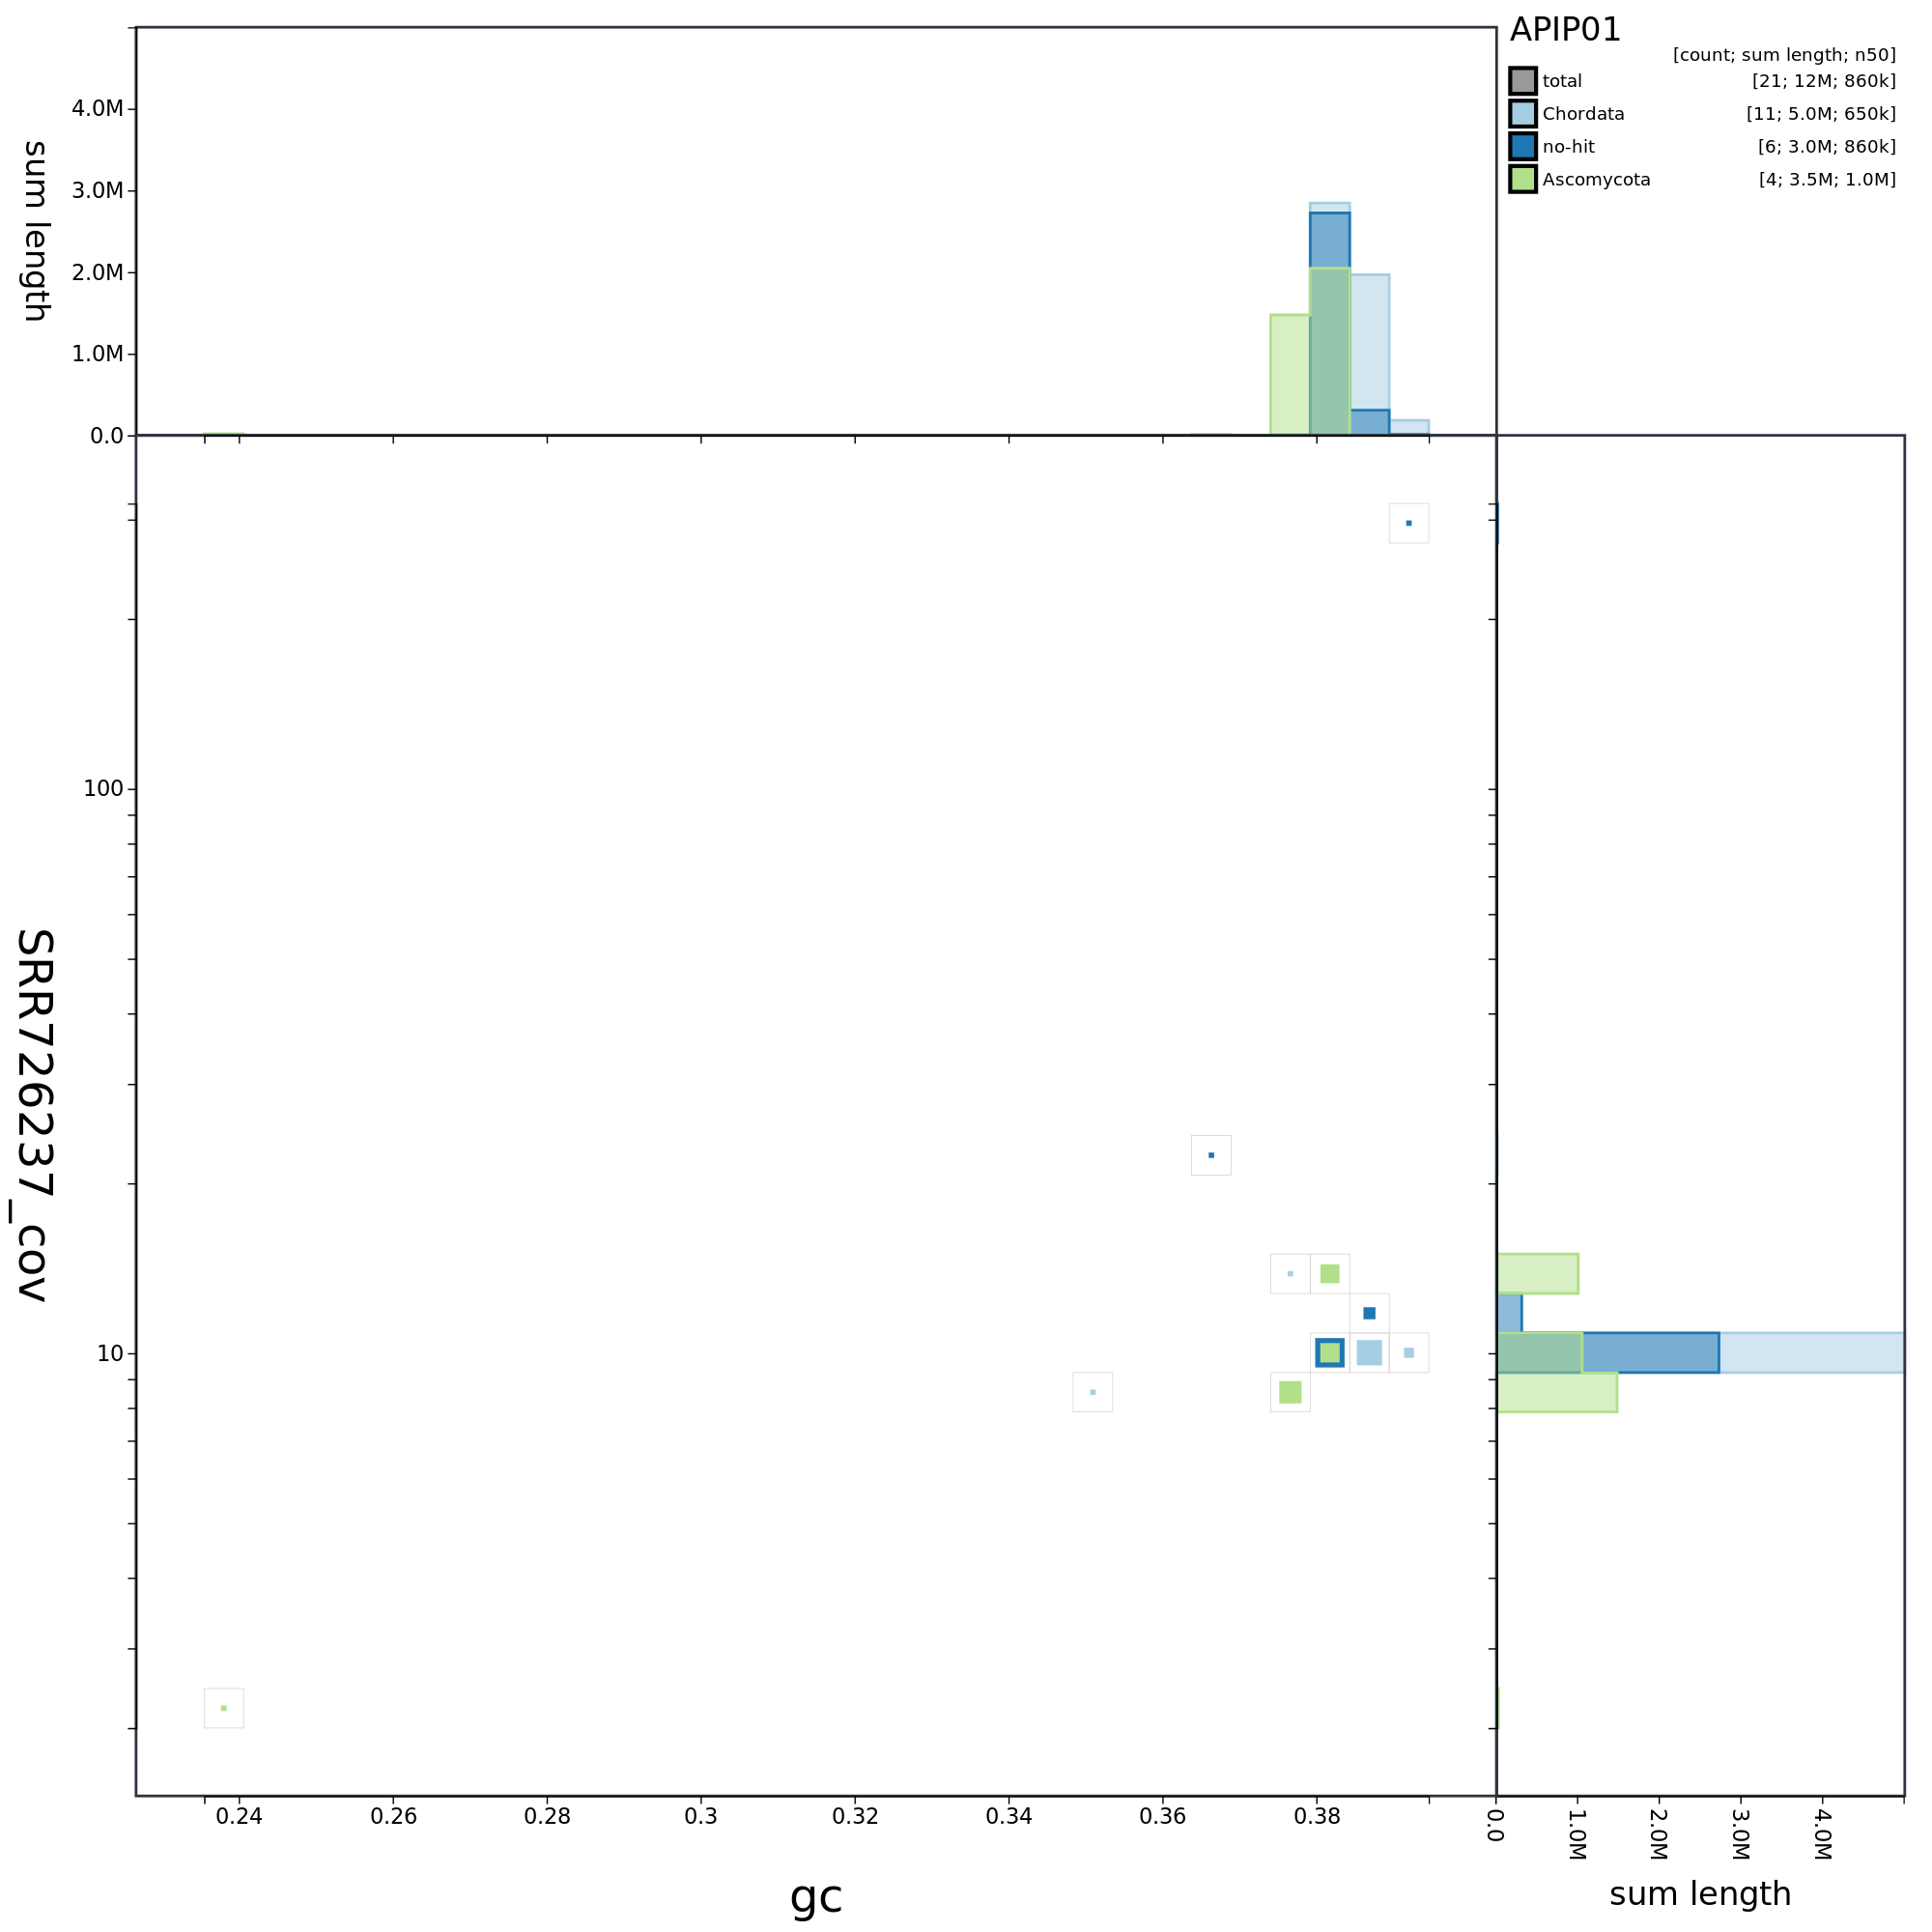 APIP01
[count; sum length; n50]
total [21; 12M; 860k]
Chordata [11; 5.0M; 650k]
no-hit [6; 3.0M; 860k]
Ascomycota [4; 3.5M; 1.0M]
sum length
4.0M
3.0M
2.0M
1.0M
0.0
SRR726237_cov
100
10
0.24 0.26 0.28 0.3 0.32 0.34 0.36 0.38
gc
0.0 1.0M 2.0M 3.0M 4.0M
sum length